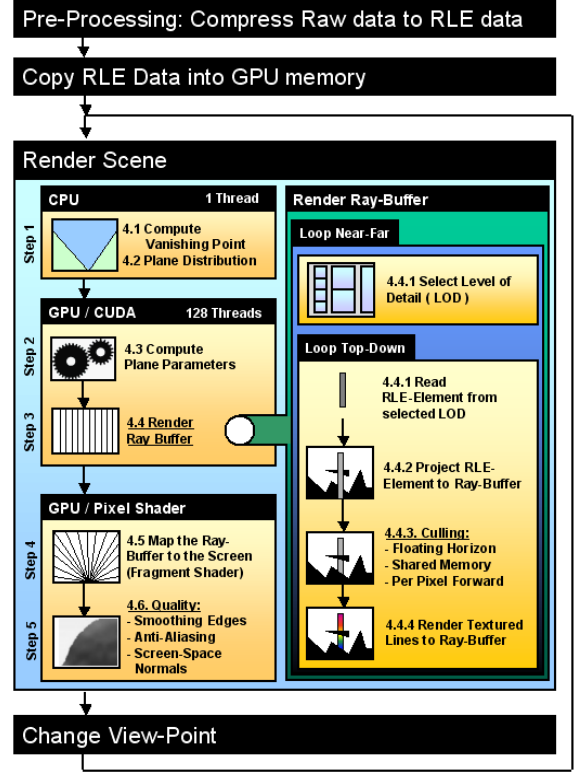 Pre-Processing: Compress Raw data to RLE data
Copy RLE Data into GPU memory
Render Scene
Step 1
CPU 1 Thread
4.1 Compute
Vanishing Point
4.2 Plane Distribution
GPU / CUDA 128 Threads
Step 2
4.3 Compute
Plane Parameters
Step 3
4.4 Render
Ray Buffer
GPU / Pixel Shader
Step 4
4.5 Map the Ray-
Buffer to the Screen
(Fragment Shader)
Step 5
4.6. Quality:
- Smoothing Edges
- Anti-Aliasing
- Screen-Space
Normals
Render Ray-Buffer
Loop Near-Far
4.4.1 Select Level of
Detail ( LOD )
Loop Top-Down
4.4.1 Read
RLE-Element from
selected LOD
4.4.2 Project RLE-
Element to Ray-Buffer
4.4.3. Culling:
- Floating Horizon
- Shared Memory
- Per Pixel Forward
4.4.4 Render Textured
Lines to Ray-Buffer
Change View-Point